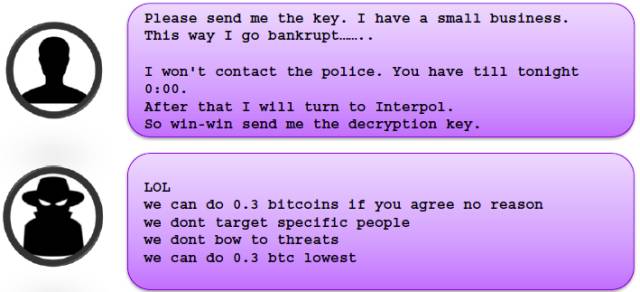 Please send me the key. I have a small business.
This way I go bankrupt……..
I won't contact the police. You have till tonight
0:00.
After that I will turn to Interpol.
So win-win send me the decryption key.
LOL
we can do 0.3 bitcoins if you agree no reason
we dont target specific people
we dont bow to threats
we can do 0.3 btc lowest